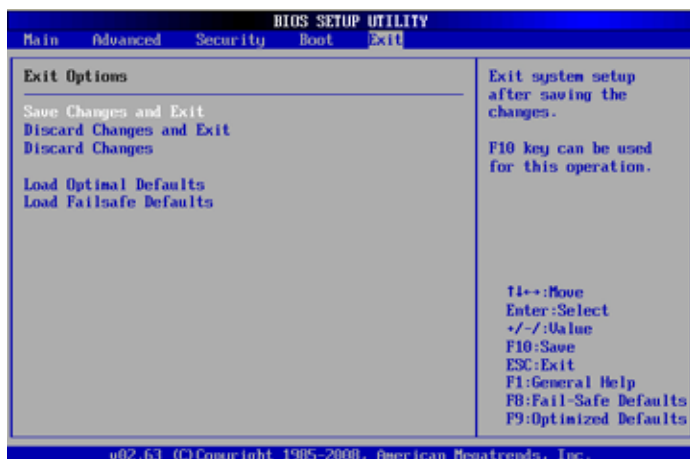 BIOS SETUP UTILITY
Main Advanced Security Boot Exit
Exit Options
Save Changes and Exit
Discard Changes and Exit
Discard Changes
Load Optimal Defaults
Load Failsafe Defaults
Exit system setup
after saving the
changes.
F10 key can be used
for this operation.
↑↓←→:Move
Enter:Select
+/-/:Value
F10:Save
ESC:Exit
F1:General Help
F8:Fail-Safe Defaults
F9:Optimized Defaults
v02.63 (C)Copyright 1985-2008, American Megatrends, Inc.